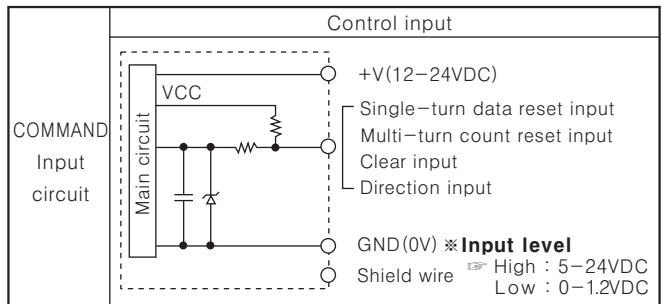 Control input
COMMAND
Input
circuit
Main circuit
VCC
+V(12-24VDC)
Single-turn data reset input
Multi-turn count reset input
Clear input
Direction input
GND(0V) ※Input level
Shield wire ☞ High : 5-24VDC
Low : 0-1.2VDC